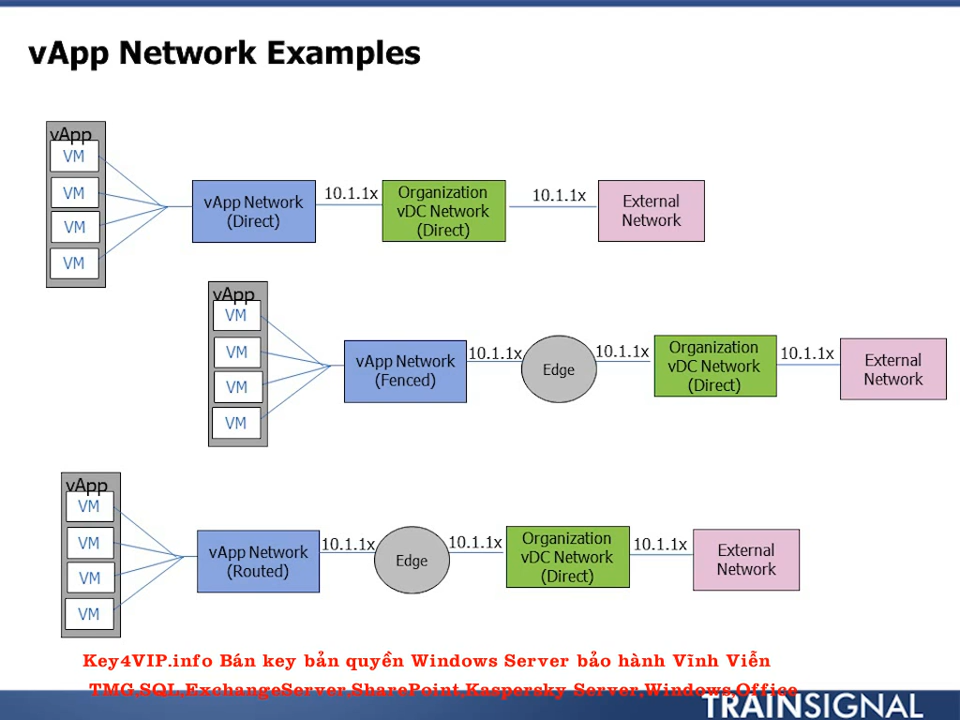 vApp Network Examples
vApp
VM
VM
VM
VM
vApp Network
(Direct)
10.1.1x
Organization
vDC Network
(Direct)
10.1.1x
External
Network
vApp
VM
VM
VM
VM
vApp Network
(Fenced)
10.1.1x
Edge
10.1.1x
Organization
vDC Network
(Direct)
10.1.1x
External
Network
vApp
VM
VM
VM
VM
vApp Network
(Routed)
10.1.1x
Edge
10.1.1x
Organization
vDC Network
(Direct)
10.1.1x
External
Network
Key4VIP.info Bán key bản quyền Windows Server bảo hành Vĩnh Viễn
TMG,SQL,ExchangeServer,SharePoint,Kaspersky Server,Windows,Office
TRAINSIGNAL